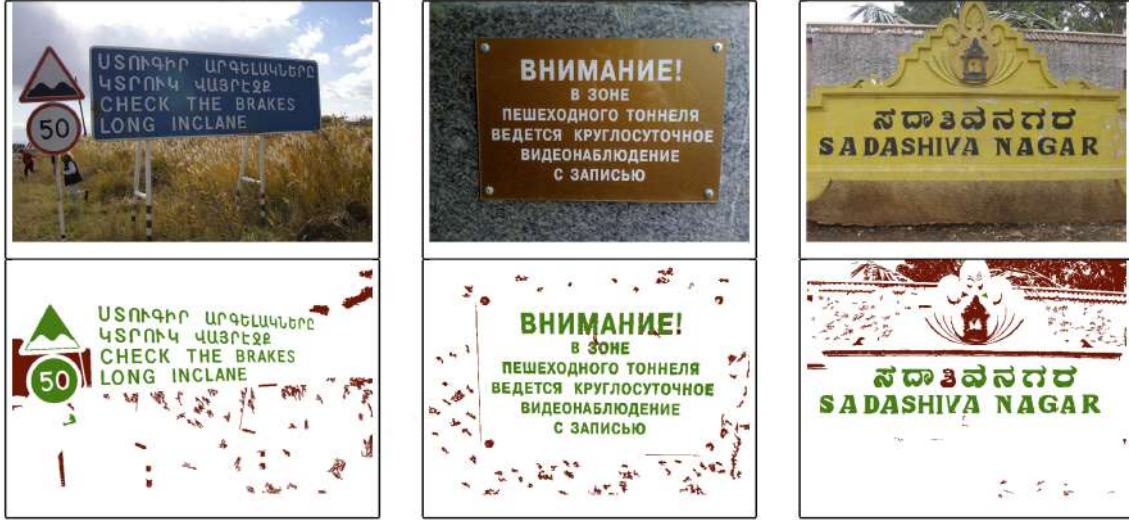 ՍՏՈՒԳԻՐ ԱՐԳԵԼԱԿՆԵՐԸ
ԿՏՐՈՒԿ ՎԱՅՐԷՋՔ
CHECK THE BRAKES
LONG INCLANE
50
ВНИМАНИЕ!
В ЗОНЕ
ПЕШЕХОДНОГО ТОННЕЛЯ
ВЕДЕТСЯ КРУГЛОСУТОЧНОЕ
ВИДЕОНАБЛЮДЕНИЕ
С ЗАПИСЬЮ
ಸದಾಶಿವನಗರ
SADASHIVA NAGAR
ՍՏՈՒԳԻՐ ԱՐԳԵԼԱԿՆԵՐԸ
ԿՏՐՈՒԿ ՎԱՅՐԷՋՔ
CHECK THE BRAKES
LONG INCLANE
50
ВНИМАНИЕ!
В ЗОНЕ
ПЕШЕХОДНОГО ТОННЕЛЯ
ВЕДЕТСЯ КРУГЛОСУТОЧНОЕ
ВИДЕОНАБЛЮДЕНИЕ
С ЗАПИСЬЮ
ಸದಾಶಿವನಗರ
SADASHIVA NAGAR